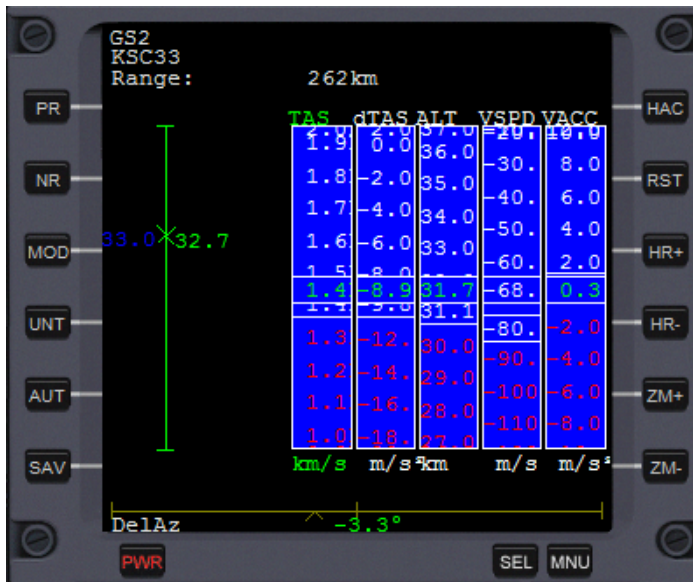 GS2
KSC33
Range: 262km
PR HAC
TAS dTAS ALT VSPD VACC
1.9 0.0 36.0
-30. 8.0
NR 1.8 -2.0 35.0 RST
-40. 6.0
1.7 -4.0 34.0
-50. 4.0
33.0 32.7 1.6 -6.0 33.0
MOD -60. 2.0 HR+
1.4 -8.9 31.7 -68. 0.3
31.1
UNT -80. -2.0 HR-
1.3 -12. 30.0
-90. -4.0
1.2 -14. 29.0
AUT -100 -6.0 ZM+
1.1 -16. 28.0
-110 -8.0
1.0 -18. 27.0
SAV km/s m/s² km m/s m/s² ZM-
DelAz -3.3°
PWR SEL MNU